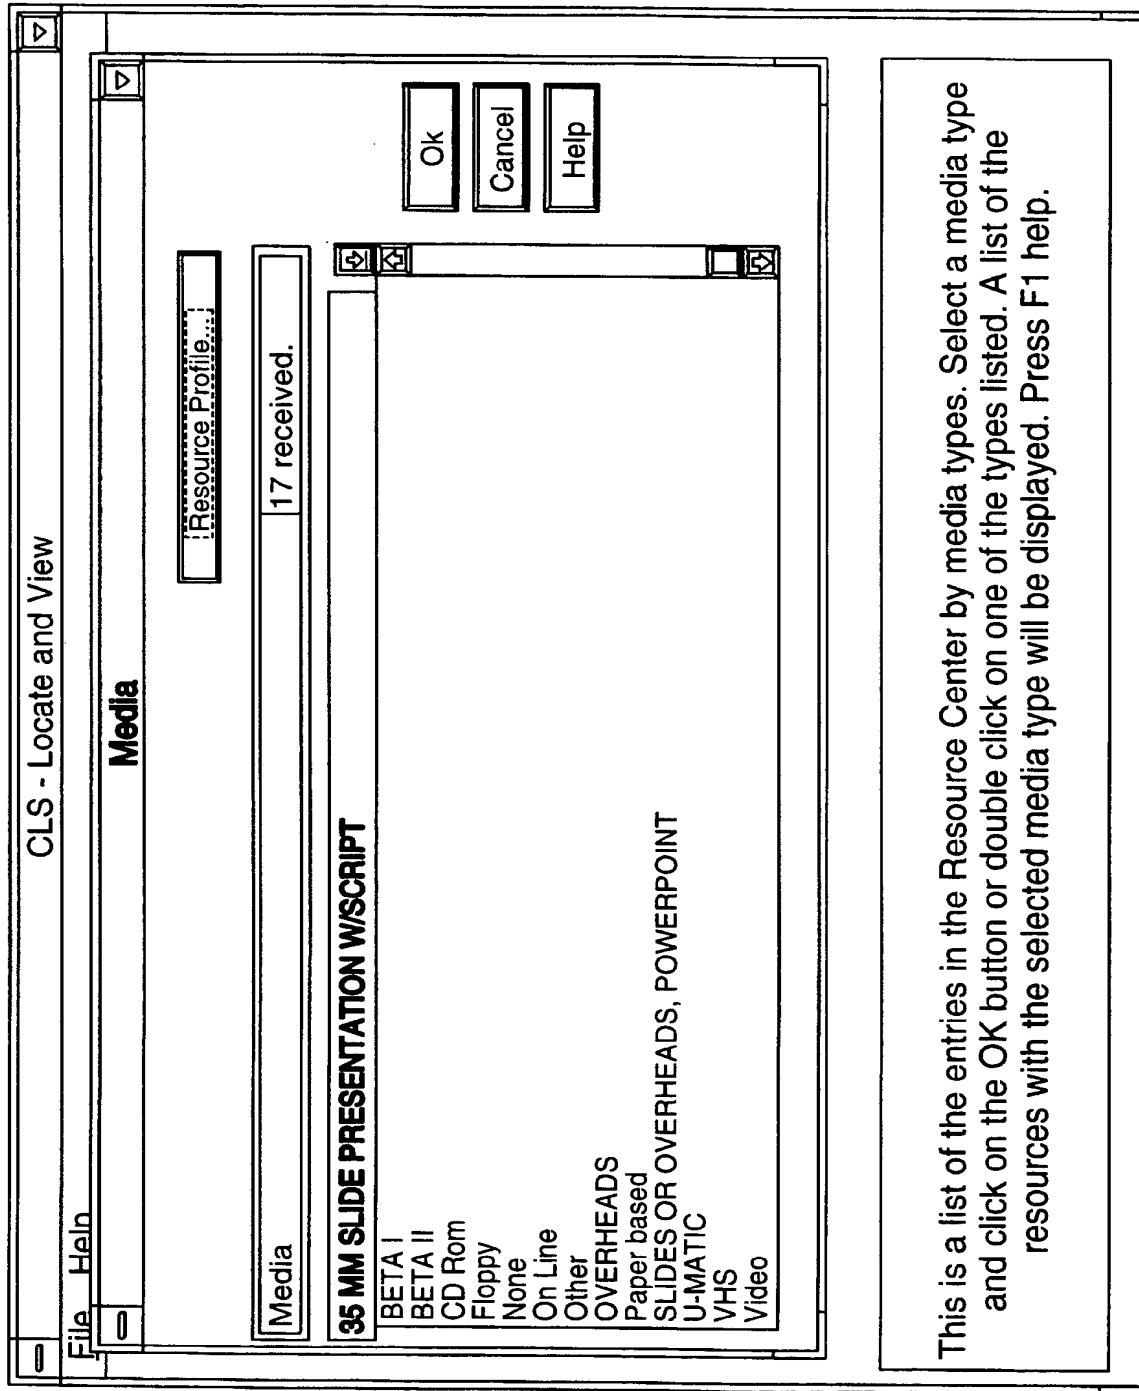 CLS - Locate and View
File Help
Media
Resource Profile...
Media 17 received.
35 MM SLIDE PRESENTATION W/SCRIPT
BETA I
BETA II
CD Rom
Floppy
None
On Line
Other
OVERHEADS
Paper based
SLIDES OR OVERHEADS, POWERPOINT
U-MATIC
VHS
Video
Ok
Cancel
Help
This is a list of the entries in the Resource Center by media types. Select a media type
and click on the OK button or double click on one of the types listed. A list of the
resources with the selected media type will be displayed. Press F1 help.